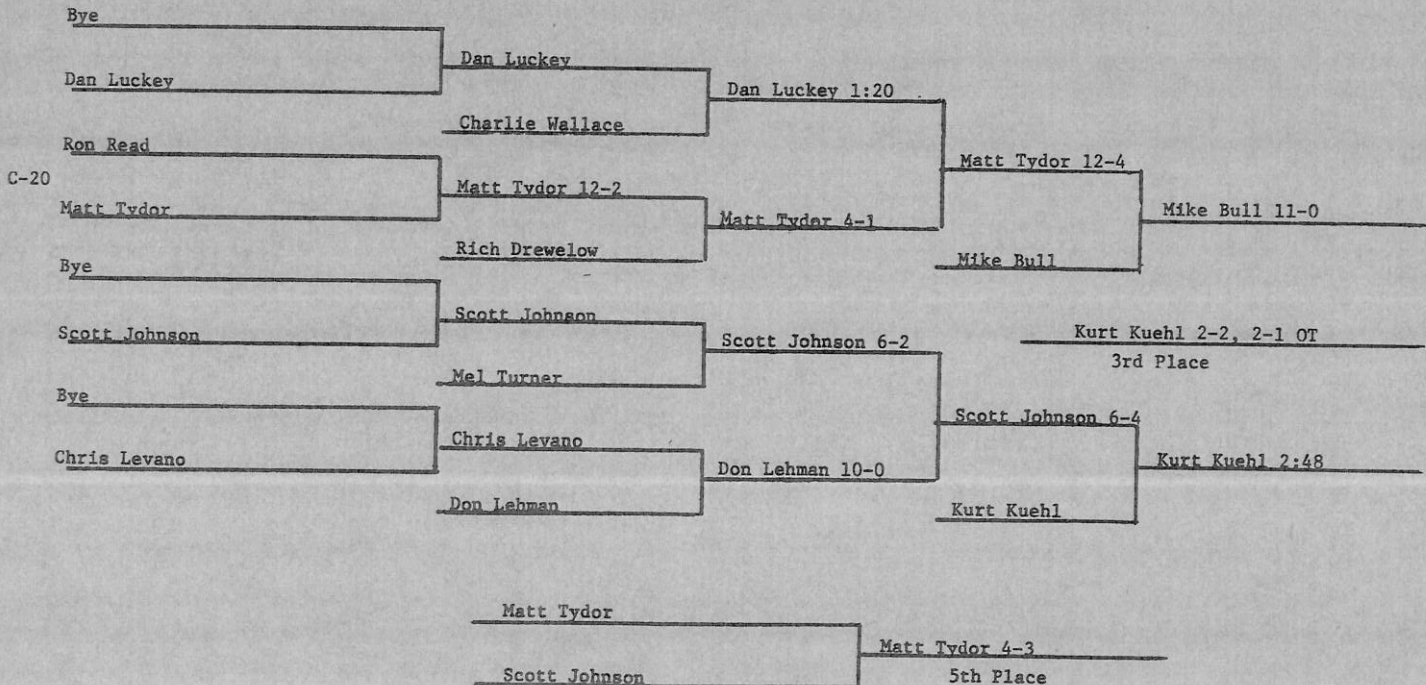 Bye
Dan Luckey
Dan Luckey
Dan Luckey 1:20
Charlie Wallace
Ron Read
Matt Tydor 12-4
C-20
Matt Tydor 12-2
Matt Tydor
Mike Bull 11-0
Matt Tydor 4-1
Rich Drewelow
Mike Bull
Bye
Scott Johnson
Scott Johnson
Scott Johnson 6-2
Kurt Kuehl 2-2, 2-1 OT
3rd Place
Mel Turner
Bye
Scott Johnson 6-4
Chris Levano
Chris Levano
Don Lehman 10-0
Kurt Kuehl 2:48
Don Lehman
Kurt Kuehl
Matt Tydor
Matt Tydor 4-3
Scott Johnson
5th Place